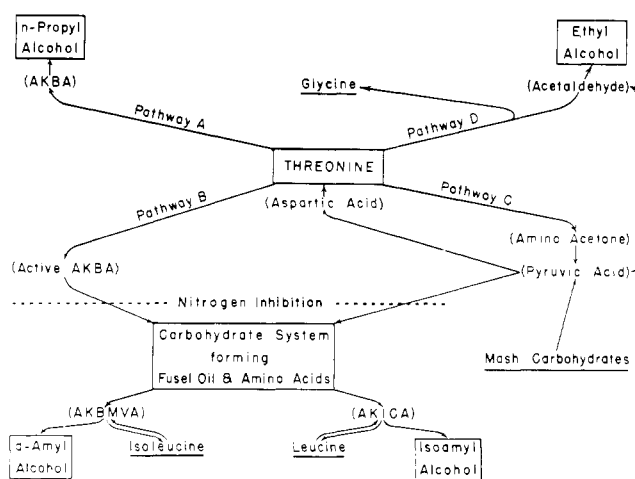 n-Propyl
Alcohol
Ethyl
Alcohol
(AKBA)
Glycine
(Acetaldehyde)
Pathway A
Pathway D
THREONINE
Pathway B
(Aspartic Acid)
Pathway C
(Amino Acetone)
(Active AKBA)
(Pyruvic Acid)
Nitrogen Inhibition
Carbohydrate System
forming
Fusel Oil & Amino Acids
Mash Carbohydrates
(AKBMVA)
(AKICA)
d-Amyl
Alcohol
Isoleucine
Leucine
Isoamyl
Alcohol